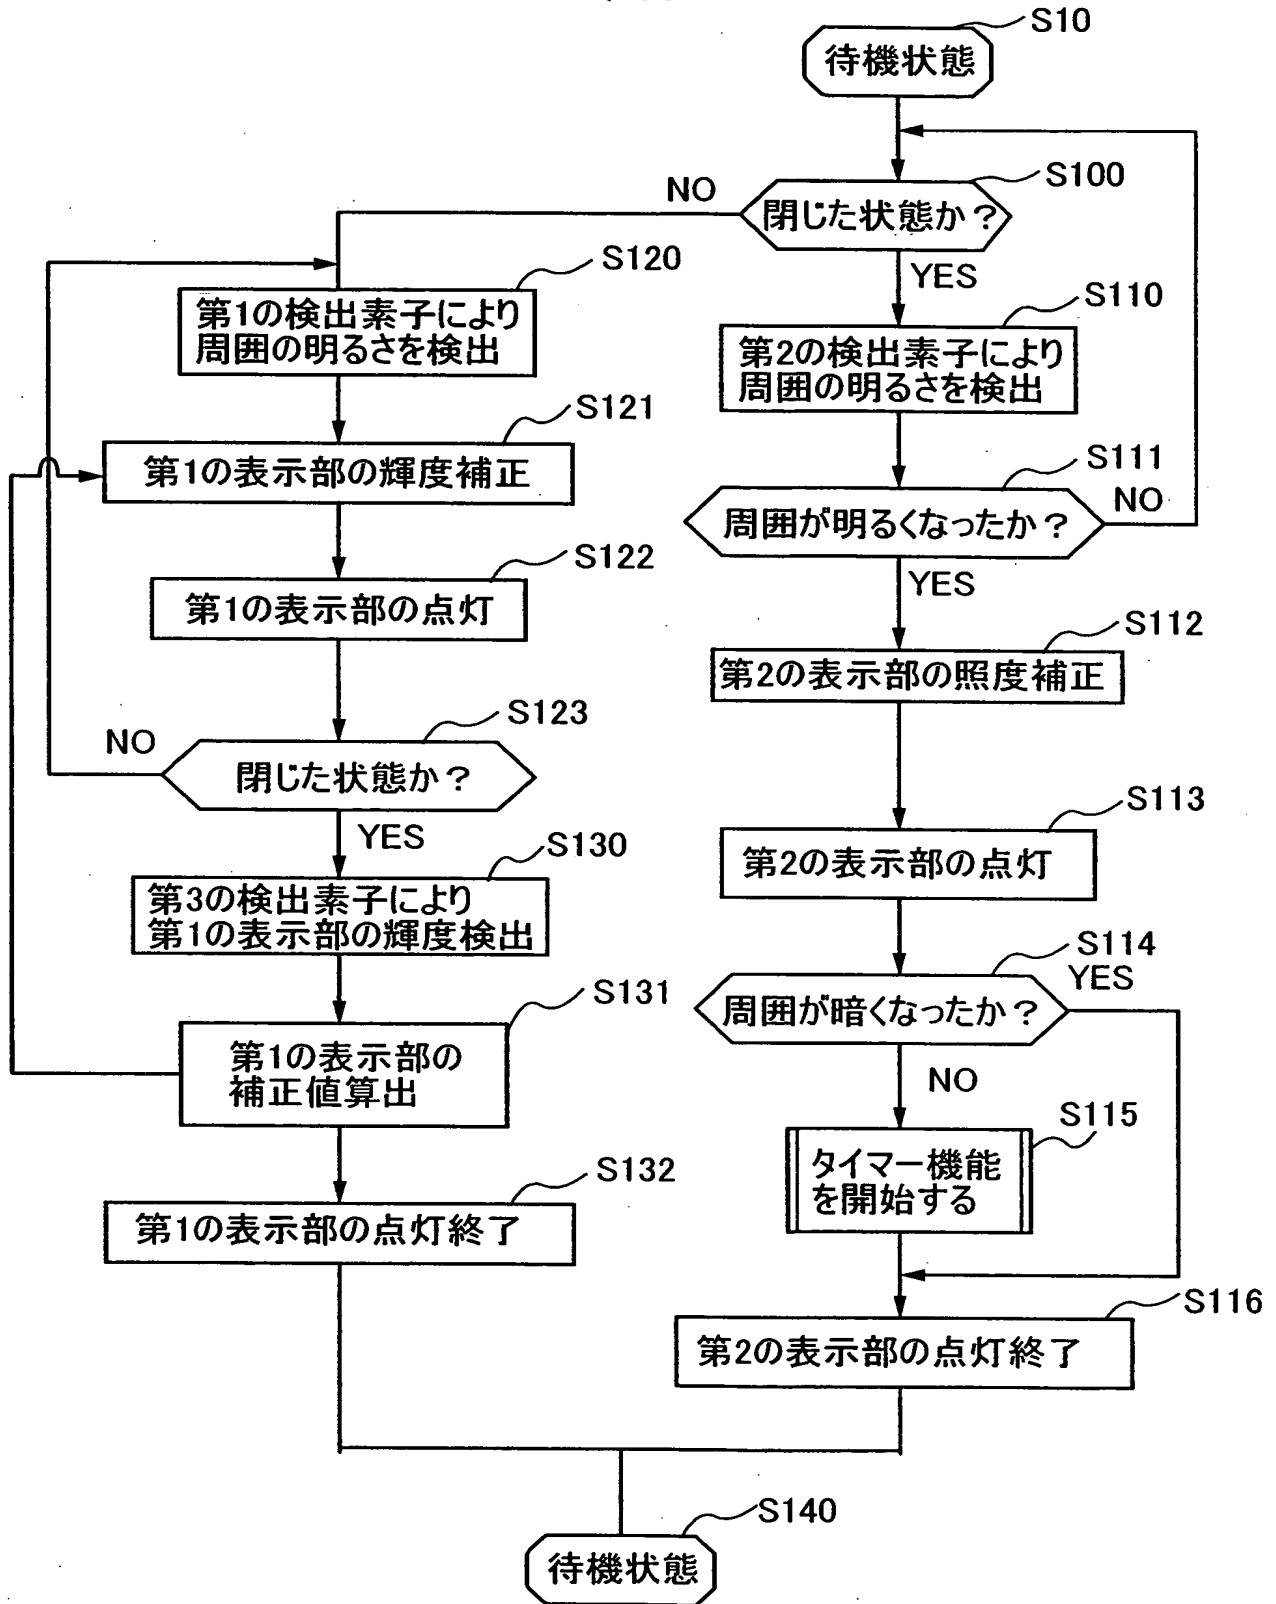 S10
待機状態
S100
閉じた状態か?
NO
YES
S120
第1の検出素子により
周囲の明るさを検出
S110
第2の検出素子により
周囲の明るさを検出
S121
第1の表示部の輝度補正
S111
周囲が明るくなったか?
NO
YES
S122
第1の表示部の点灯
S112
第2の表示部の照度補正
S123
閉じた状態か?
NO
YES
S113
第2の表示部の点灯
S130
第3の検出素子により
第1の表示部の輝度検出
S114
周囲が暗くなったか?
YES
NO
S131
第1の表示部の
補正値算出
S115
タイマー機能
を開始する
S132
第1の表示部の点灯終了
S116
第2の表示部の点灯終了
S140
待機状態